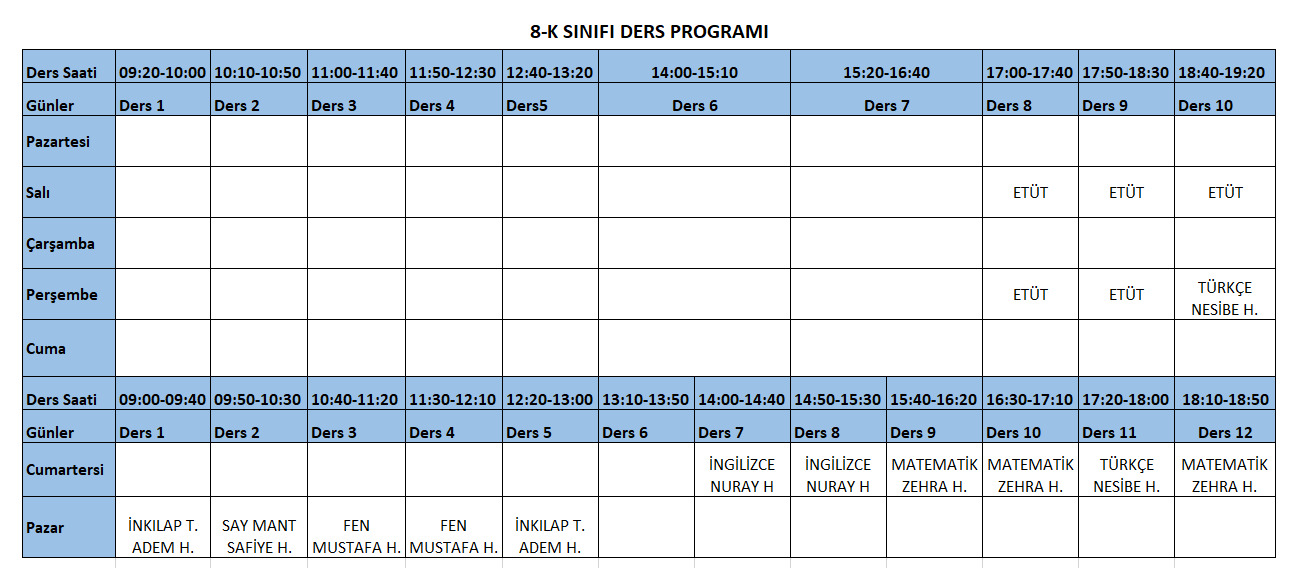 8-K SINIFI DERS PROGRAMI
Ders Saati 09:20-10:00 10:10-10:50 11:00-11:40 11:50-12:30 12:40-13:20 14:00-15:10 15:20-16:40 17:00-17:40 17:50-18:30 18:40-19:20
Günler Ders 1 Ders 2 Ders 3 Ders 4 Ders5 Ders 6 Ders 7 Ders 8 Ders 9 Ders 10
Pazartesi
Salı ETÜT ETÜT ETÜT
Çarşamba
Perşembe ETÜT ETÜT TÜRKÇE
NESİBE H.
Cuma
Ders Saati 09:00-09:40 09:50-10:30 10:40-11:20 11:30-12:10 12:20-13:00 13:10-13:50 14:00-14:40 14:50-15:30 15:40-16:20 16:30-17:10 17:20-18:00 18:10-18:50
Günler Ders 1 Ders 2 Ders 3 Ders 4 Ders 5 Ders 6 Ders 7 Ders 8 Ders 9 Ders 10 Ders 11 Ders 12
Cumartersi İNGİLİZCE İNGİLİZCE MATEMATİK MATEMATİK TÜRKÇE MATEMATİK
NURAY H NURAY H ZEHRA H. ZEHRA H. NESİBE H. ZEHRA H.
Pazar İNKILAP T. SAY MANT FEN FEN İNKILAP T.
ADEM H. SAFİYE H. MUSTAFA H. MUSTAFA H. ADEM H.